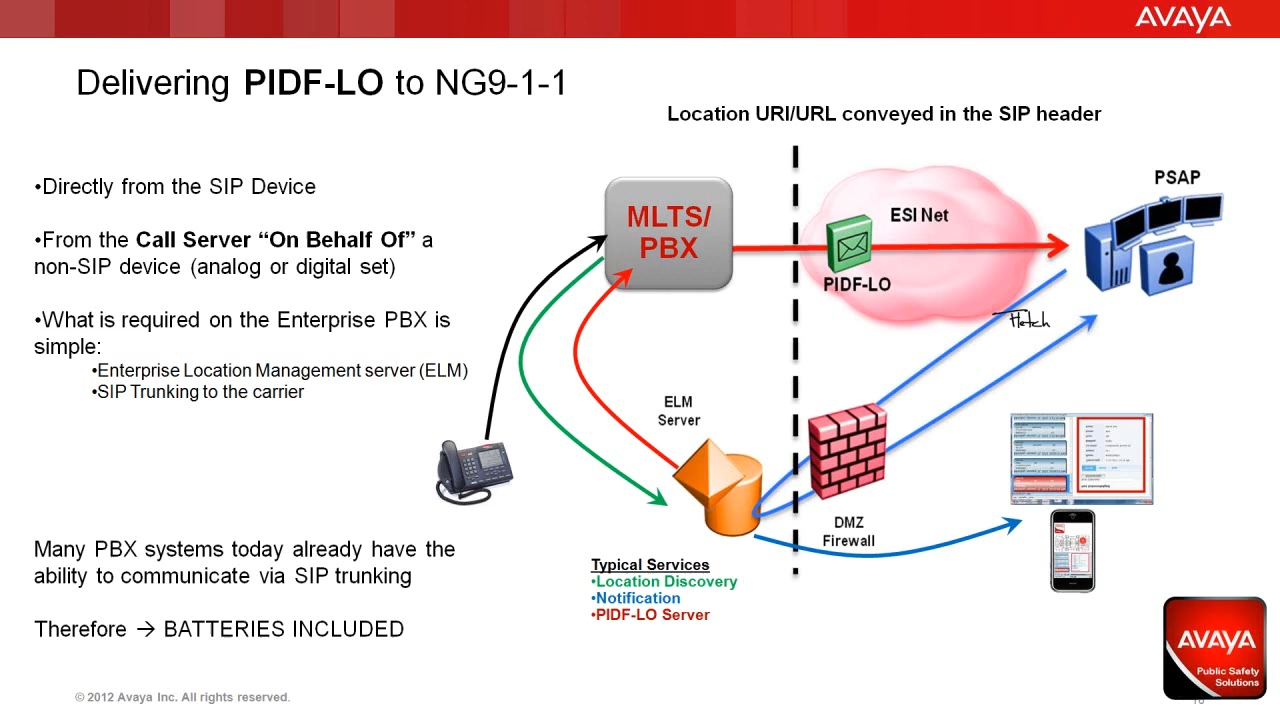 AVAYA
Delivering PIDF-LO to NG9-1-1
Location URI/URL conveyed in the SIP header
•Directly from the SIP Device
•From the Call Server “On Behalf Of” a
non-SIP device (analog or digital set)
•What is required on the Enterprise PBX is
simple:
•Enterprise Location Management server (ELM)
•SIP Trunking to the carrier
Many PBX systems today already have the
ability to communicate via SIP trunking
Therefore → BATTERIES INCLUDED
MLTS/
PBX
ESI Net
PIDF-LO
PSAP
Fletch
ELM
Server
DMZ
Firewall
Typical Services
•Location Discovery
•Notification
•PIDF-LO Server
AVAYA
Public Safety
Solutions
© 2012 Avaya Inc. All rights reserved.